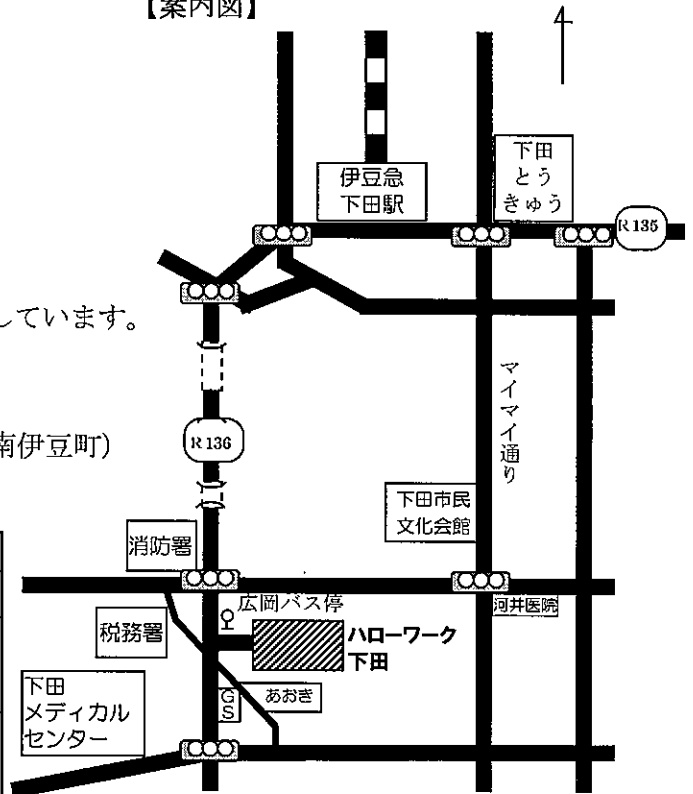 【案内図】
伊豆急
下田駅
下田
とう
きゅう
R 135
しています。
マイマイ通り
R 136
南伊豆町)
下田市民
文化会館
消防署
広岡バス停
河井医院
税務署
ハローワーク
下田
下田
メディカル
センター
GS
あおき